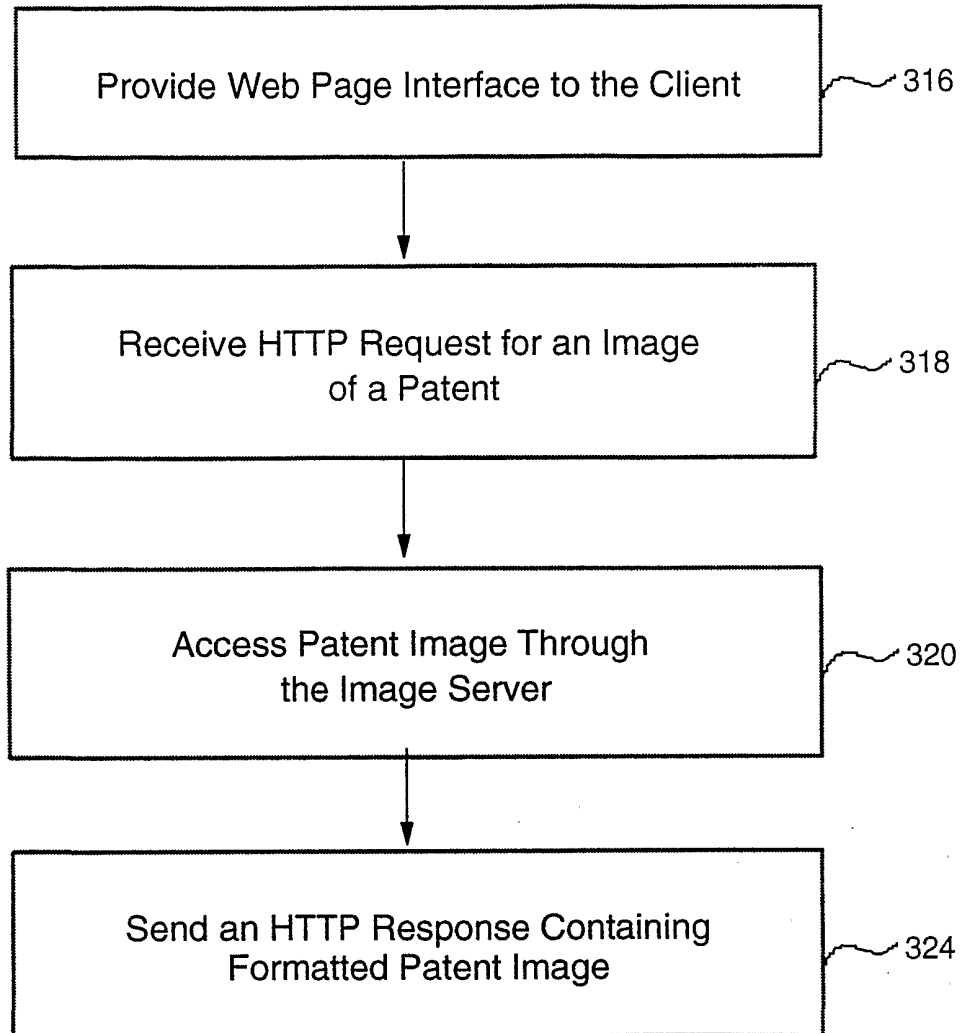 Provide Web Page Interface to the Client
316
Receive HTTP Request for an Image
of a Patent
318
Access Patent Image Through
the Image Server
320
Send an HTTP Response Containing
Formatted Patent Image
324